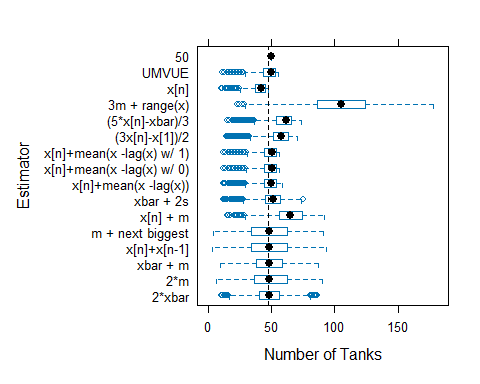 50
UMVUE
x[n]
3m + range(x)
(5*x[n]-xbar)/3
(3x[n]-x[1])/2
x[n]+mean(x -lag(x) w/ 1)
x[n]+mean(x -lag(x) w/ 0)
x[n]+mean(x -lag(x))
xbar + 2s
x[n] + m
m + next biggest
x[n]+x[n-1]
xbar + m
2*m
2*xbar
Estimator
0 50 100 150
Number of Tanks